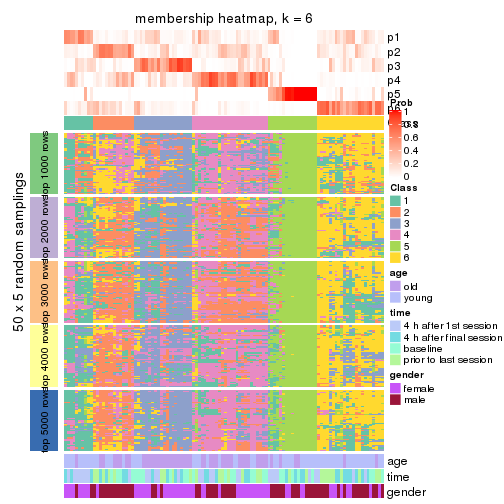 membership heatmap, k = 6
p1
p2
p3
p4
p5
p6
Prob
1
0.8
0.6
0.4
0.2
0
Class
1
2
3
4
5
6
age
old
young
time
4 h after 1st session
4 h after final session
baseline
prior to last session
gender
female
male
50 x 5 random samplings
top 1000 rows
top 2000 rows
top 3000 rows
top 4000 rows
top 5000 rows
age
time
gender